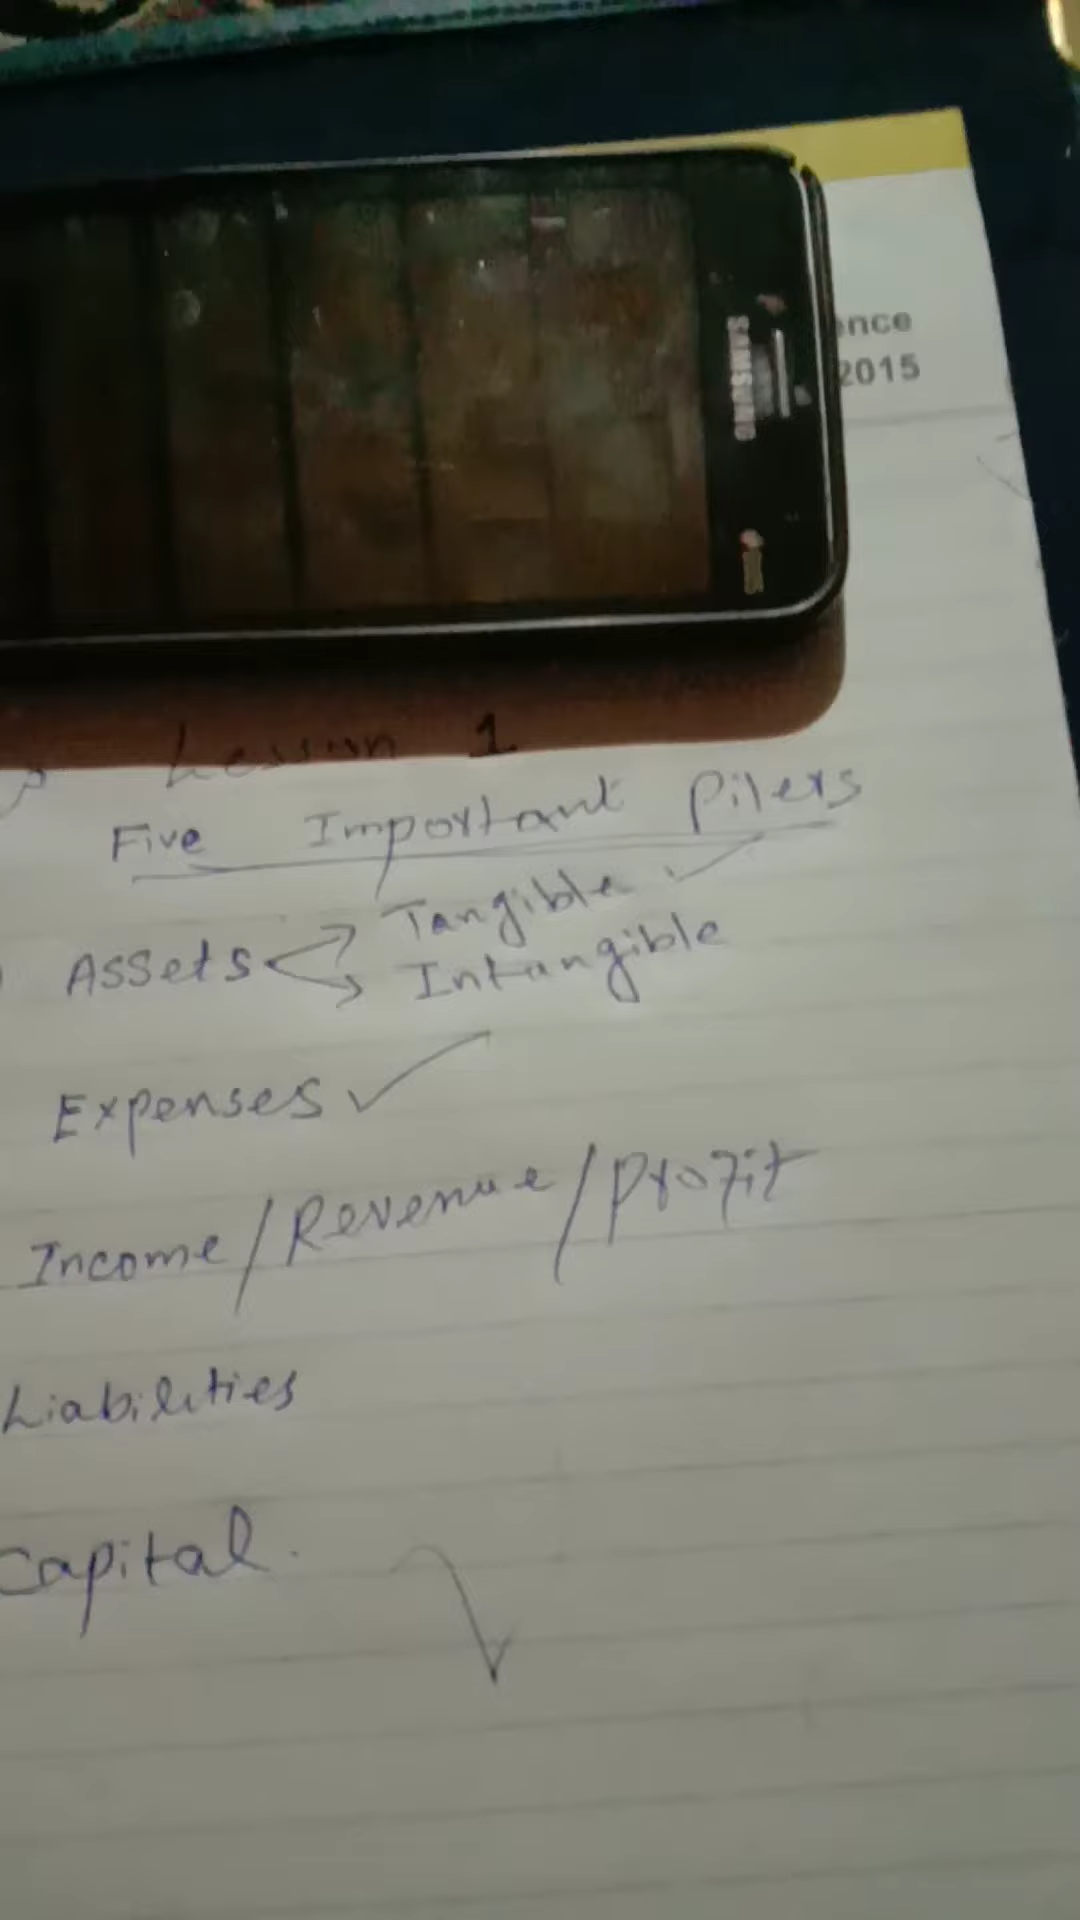 ence
2015
SAMSUNG
Lesson 1
Five Important Pilers
Assets Tangible
Intangible
Expenses
Income/Revenue/Profit
Liabilities
Capital.